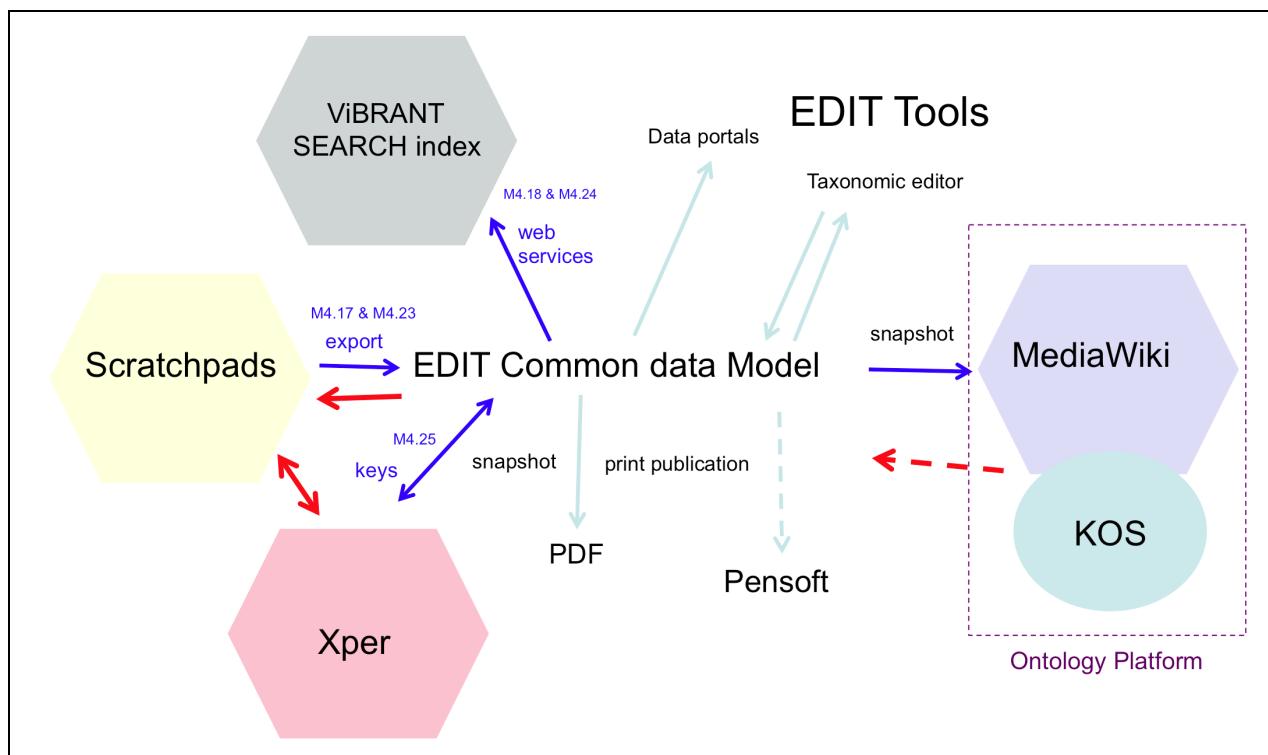 ViBRANT
SEARCH index
EDIT Tools
Data portals
Taxonomic editor
M4.18 & M4.24
web
services
M4.17 & M4.23
export
Scratchpads
EDIT Common data Model
snapshot
MediaWiki
M4.25
keys
snapshot
print publication
PDF
Pensoft
KOS
Xper
Ontology Platform